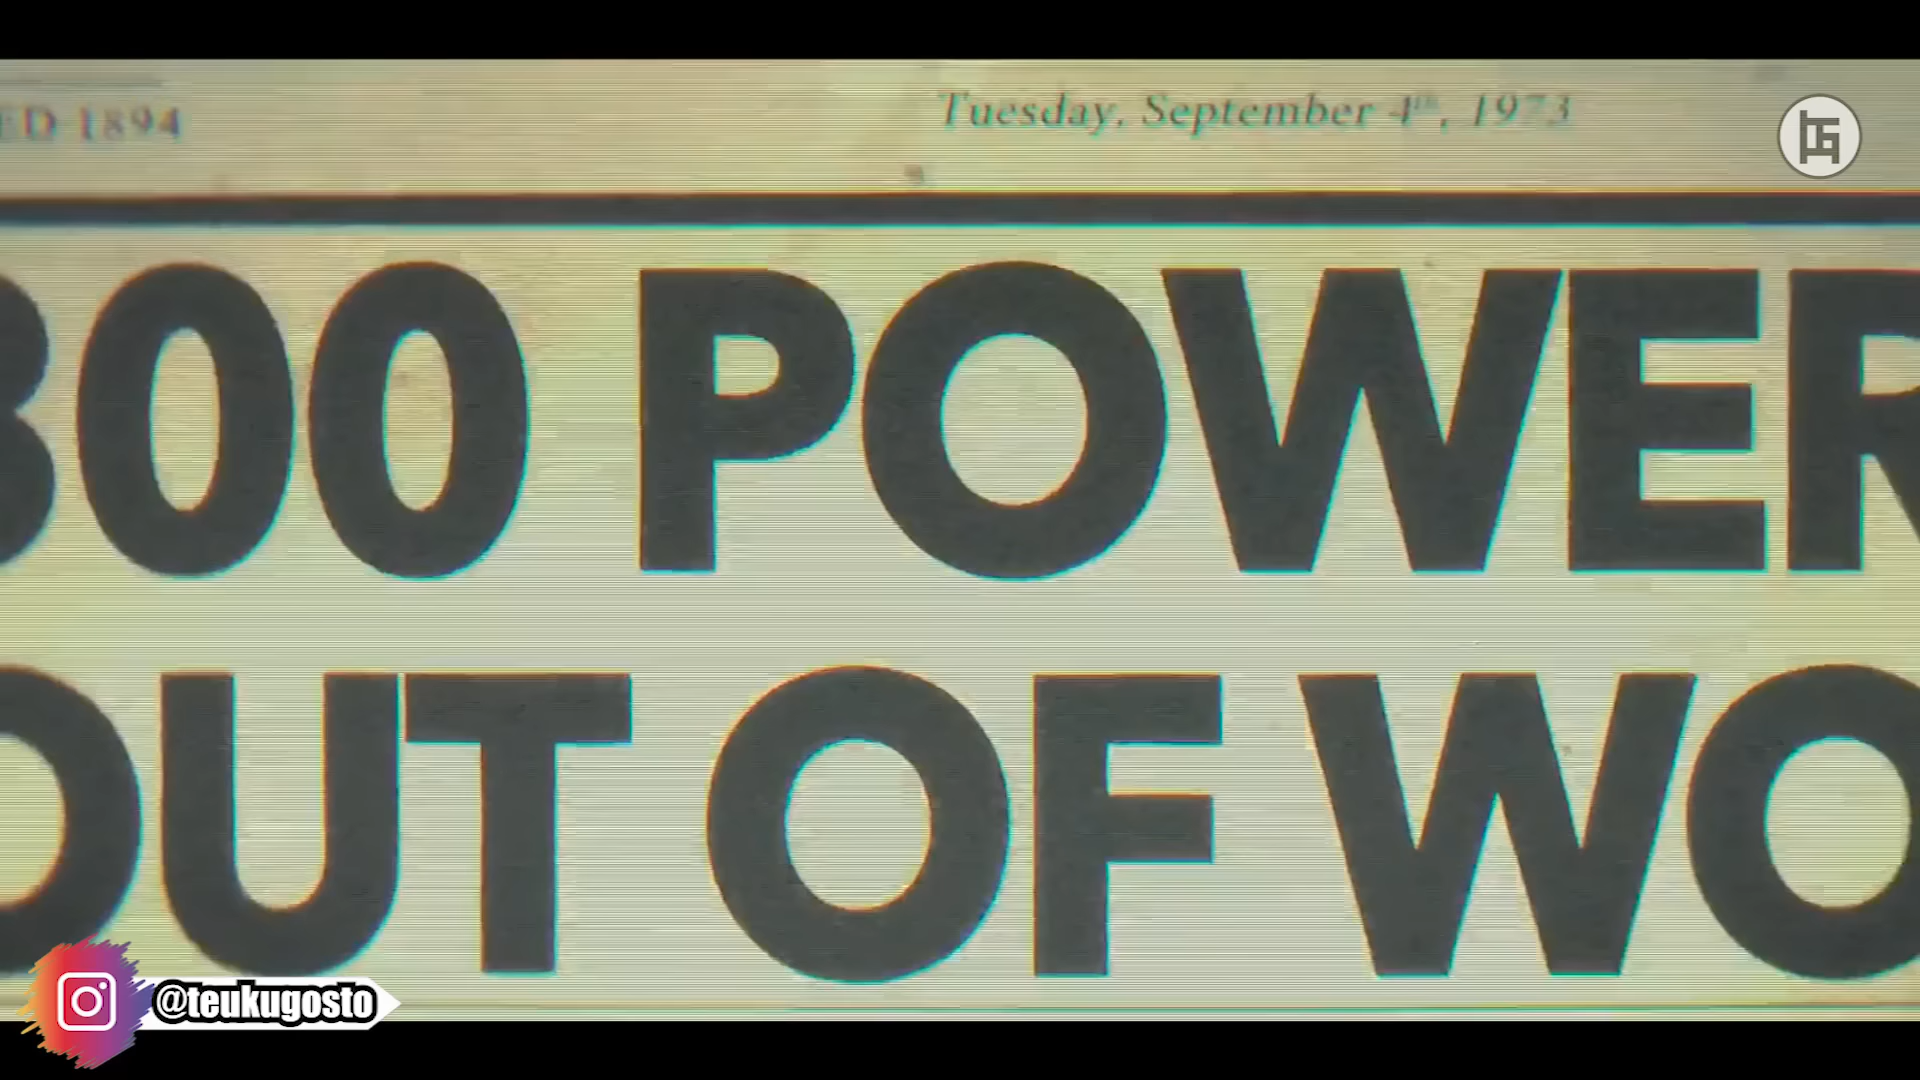 ED 1894
Tuesday, September 4th, 1973
300 POWER
OUT OF WO
@teukugosto